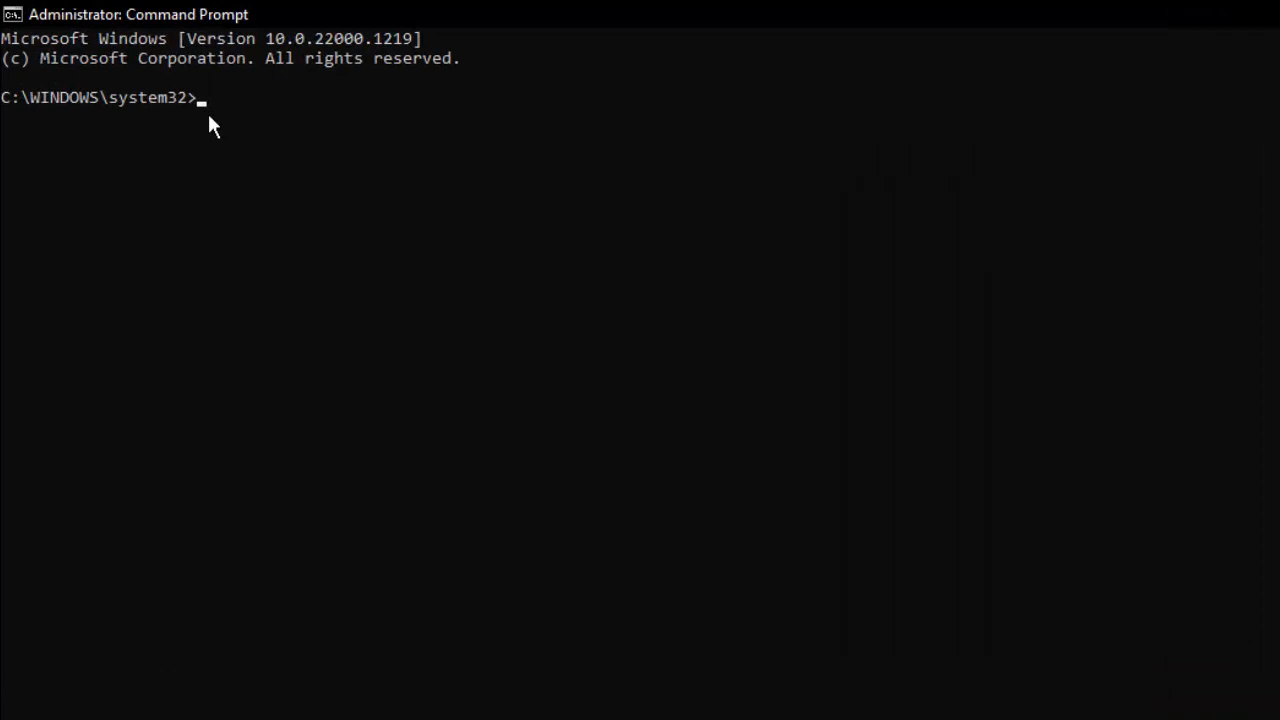 Administrator: Command Prompt
Microsoft Windows [Version 10.0.22000.1219]
(c) Microsoft Corporation. All rights reserved.
C:\WINDOWS\system32>